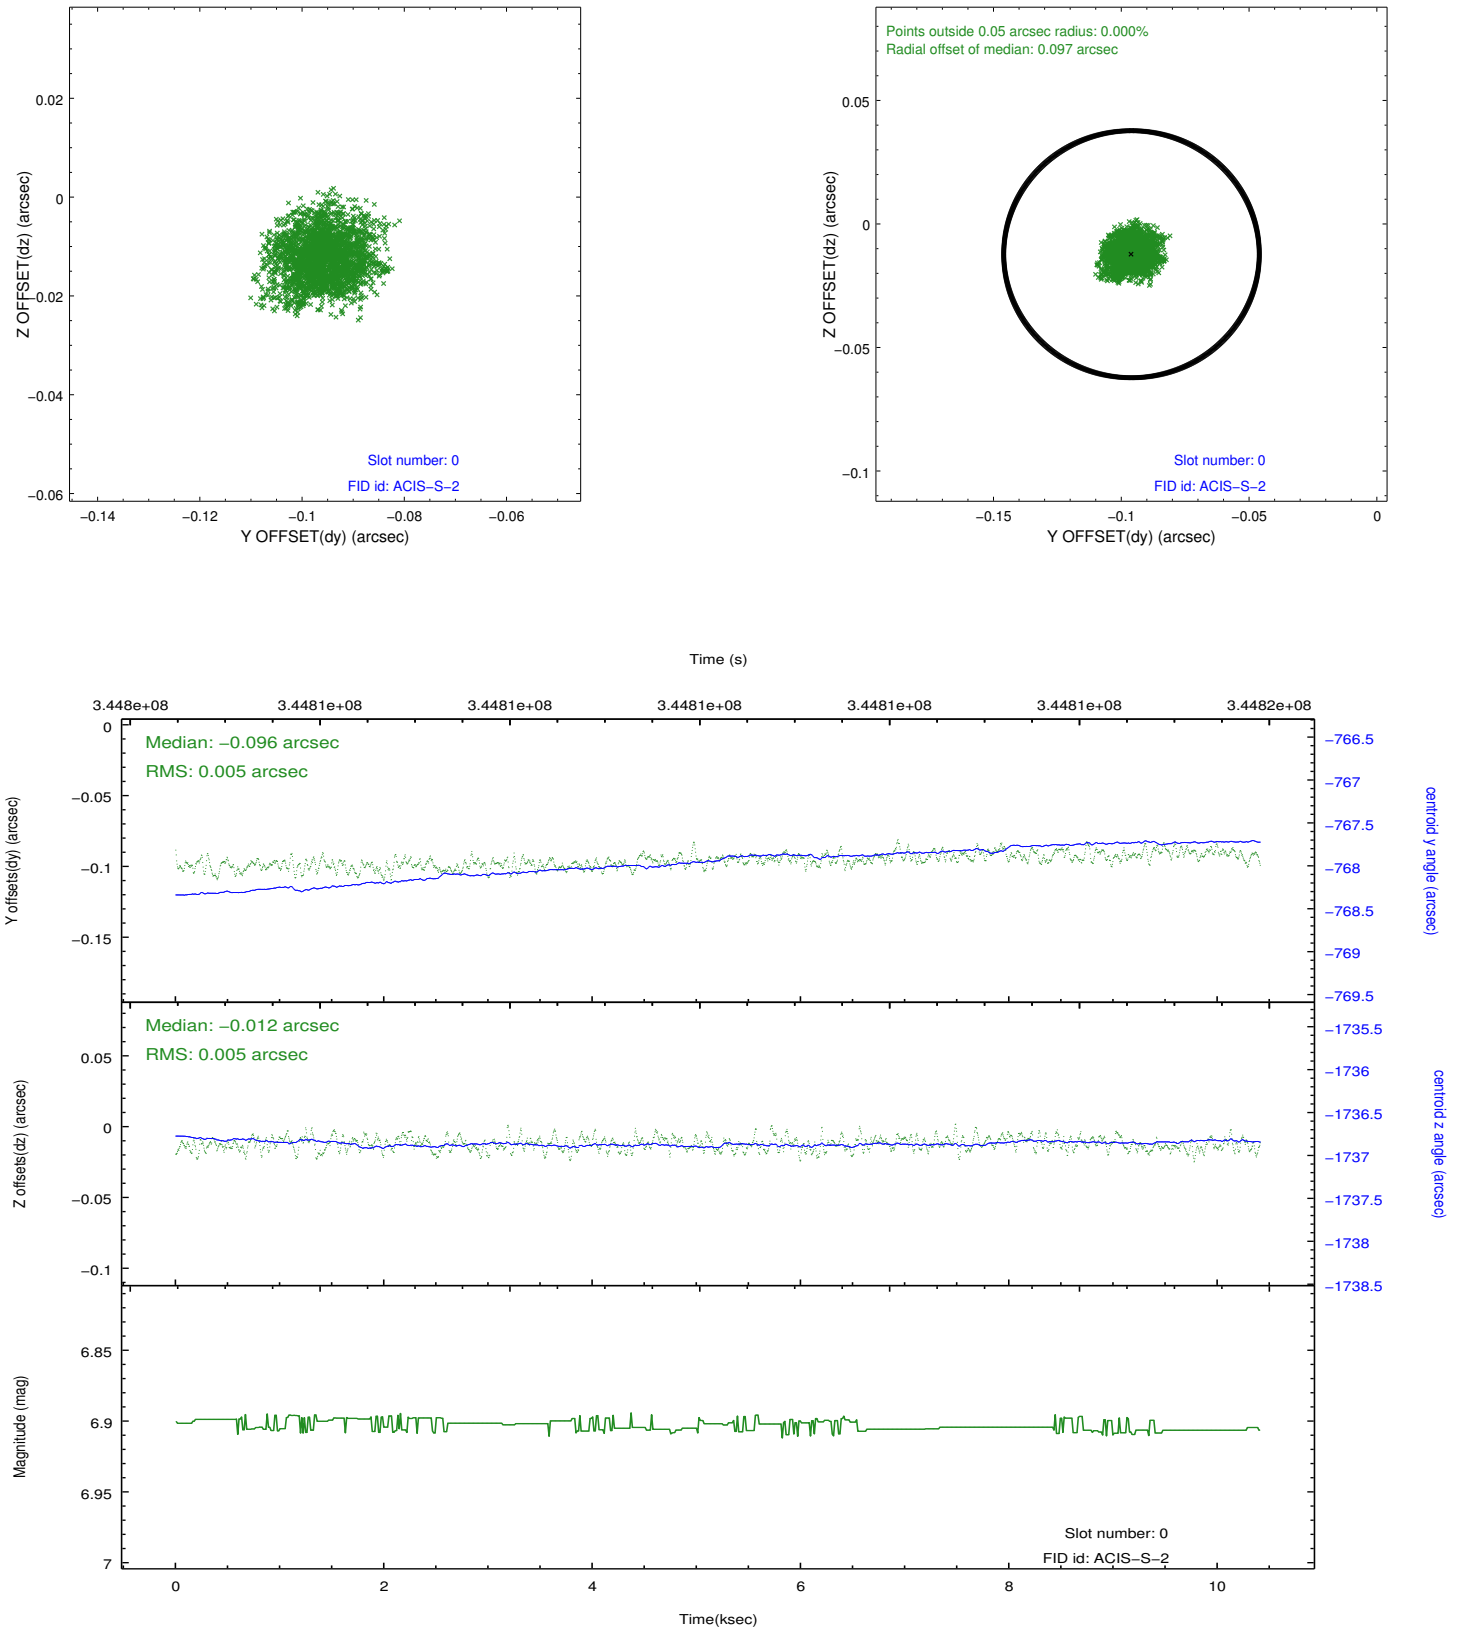 0.02
0
−0.02
−0.04
−0.06
Z OFFSET(dz) (arcsec)
Slot number: 0
FID id: ACIS−S−2
−0.14 −0.12 −0.1 −0.08 −0.06
Y OFFSET(dy) (arcsec)
Points outside 0.05 arcsec radius: 0.000%
Radial offset of median: 0.097 arcsec
0.05
0
−0.05
−0.1
Z OFFSET(dz) (arcsec)
Slot number: 0
FID id: ACIS−S−2
−0.15 −0.1 −0.05 0
Y OFFSET(dy) (arcsec)
Time (s)
3.448e+08 3.4481e+08 3.4481e+08 3.4481e+08 3.4481e+08 3.4481e+08 3.4482e+08
Median: −0.096 arcsec
RMS: 0.005 arcsec
0
−0.05
−0.1
−0.15
Y offsets(dy) (arcsec)
−766.5
−767
−767.5
−768
−768.5
−769
−769.5
centroid y angle (arcsec)
Median: −0.012 arcsec
RMS: 0.005 arcsec
0.05
0
−0.05
−0.1
Z offsets(dz) (arcsec)
−1735.5
−1736
−1736.5
−1737
−1737.5
−1738
−1738.5
centroid z angle (arcsec)
6.85
6.9
6.95
7
Magnitude (mag)
Slot number: 0
FID id: ACIS−S−2
0 2 4 6 8 10
Time(ksec)